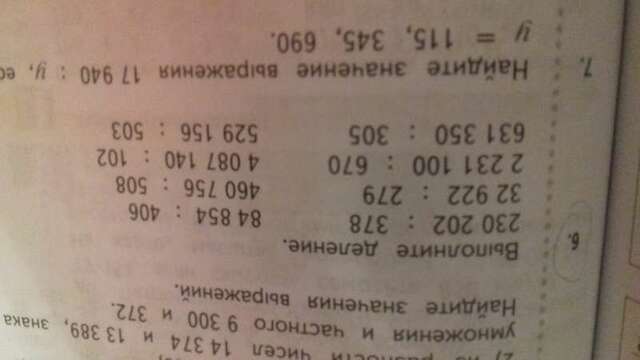 2) из разности чисел 14 374 и 13 389, знака
умножения и частного 9 300 и 372.
Найдите значения выражений.
6. Выполните деление.
230 202 : 378 84 854 : 406
32 922 : 279 460 756 : 508
2 231 100 : 670 4 087 140 : 102
631 350 : 305 529 156 : 503
7. Найдите значение выражения 17 940 : y, ес
y = 115, 345, 690.